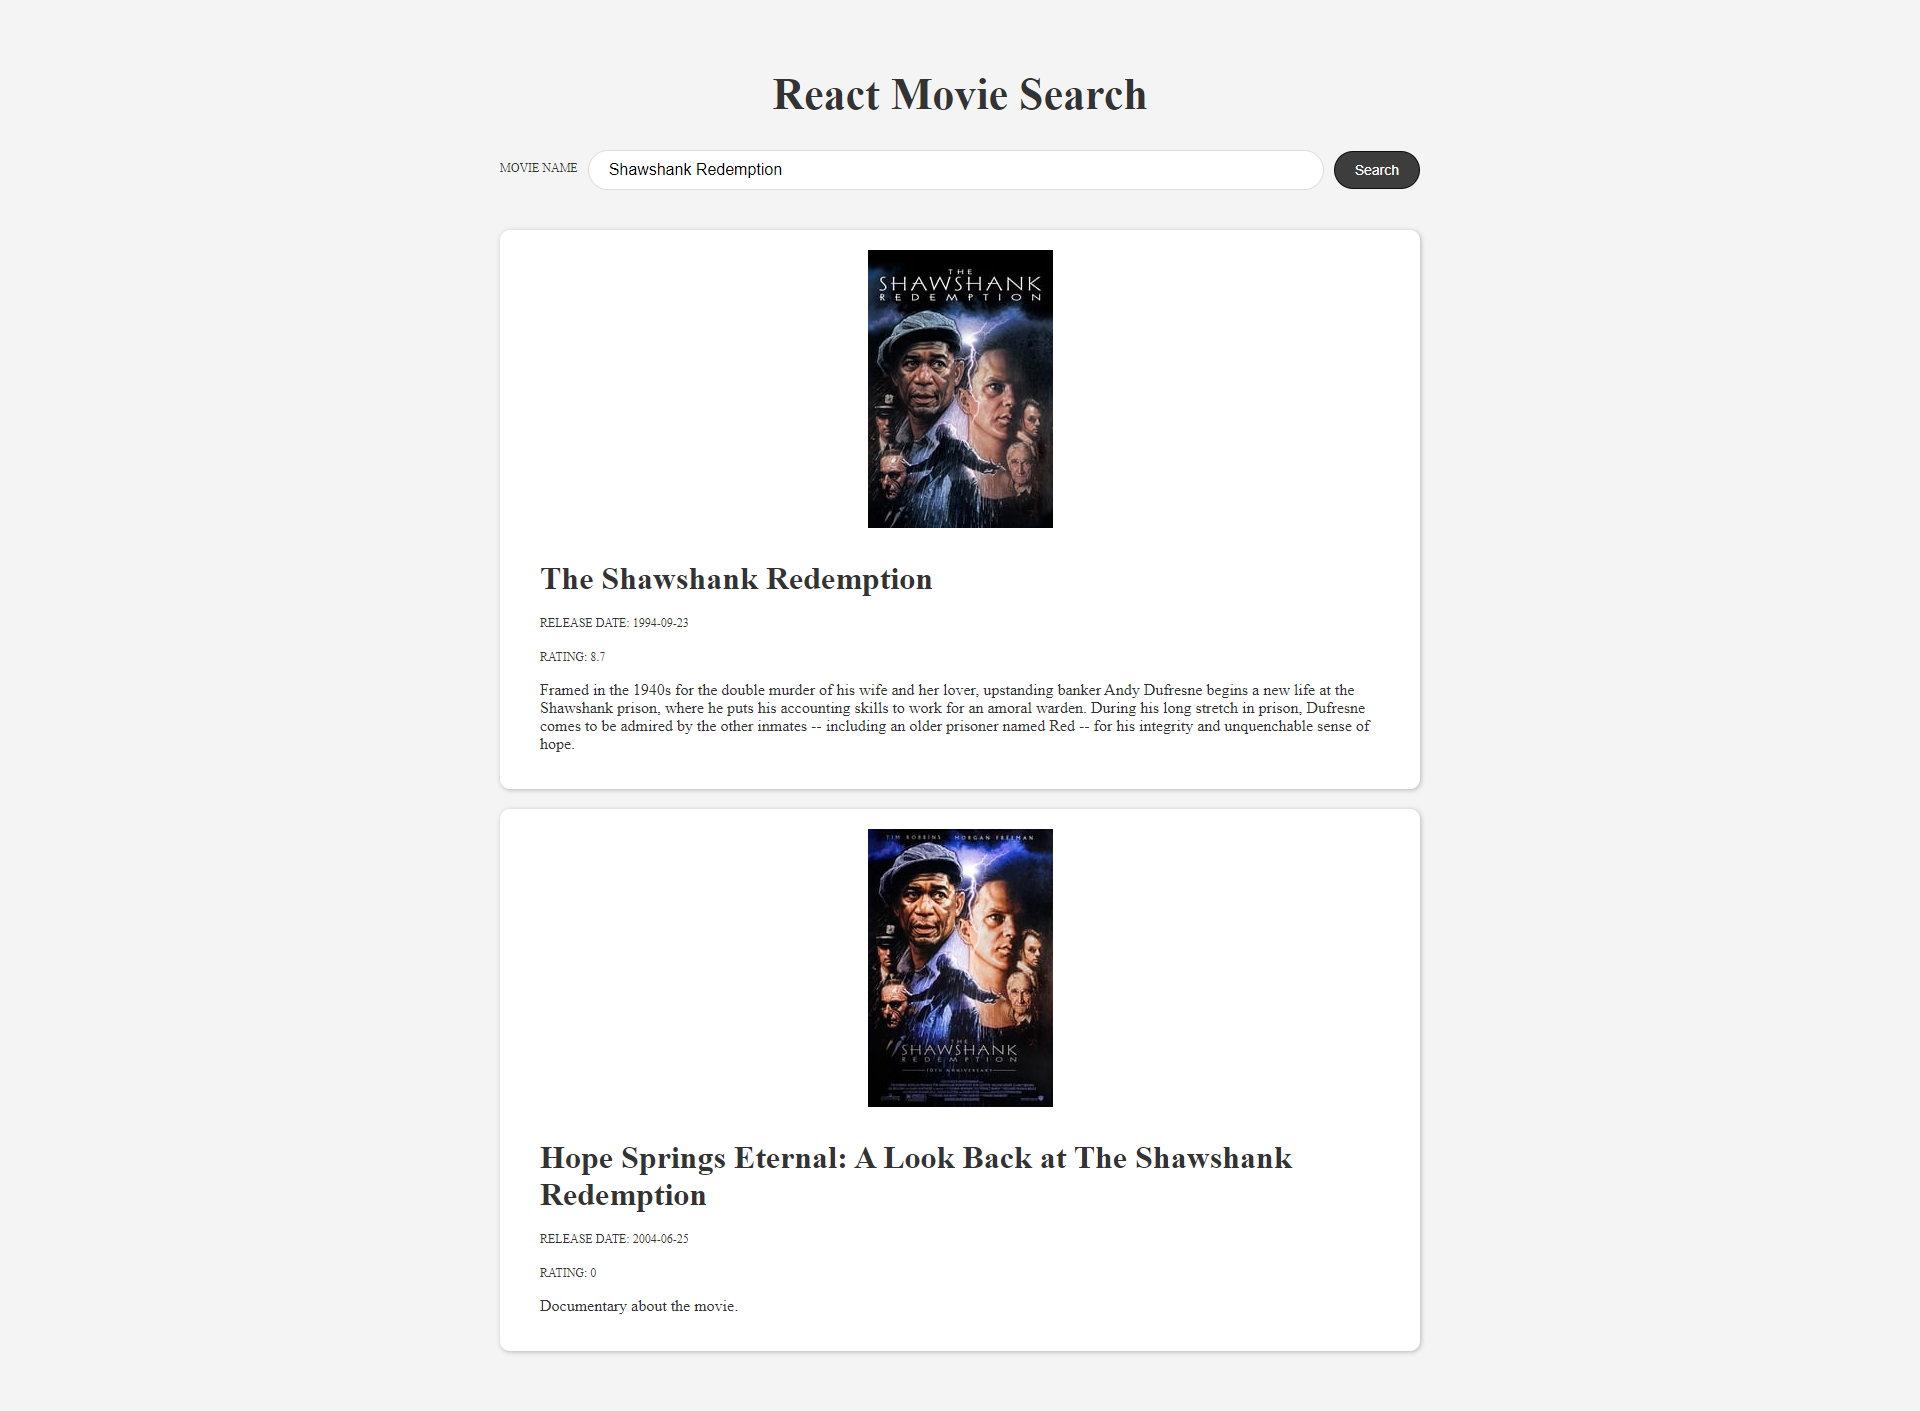 React Movie Search
MOVIE NAME
Shawshank Redemption
Search
THE
SHAWSHANK
REDEMPTION
The Shawshank Redemption
RELEASE DATE: 1994-09-23
RATING: 8.7
Framed in the 1940s for the double murder of his wife and her lover, upstanding banker Andy Dufresne begins a new life at the
Shawshank prison, where he puts his accounting skills to work for an amoral warden. During his long stretch in prison, Dufresne
comes to be admired by the other inmates -- including an older prisoner named Red -- for his integrity and unquenchable sense of
hope.
TIM ROBBINS MORGAN FREEMAN
THE
SHAWSHANK
REDEMPTION
10TH ANNIVERSARY
Hope Springs Eternal: A Look Back at The Shawshank
Redemption
RELEASE DATE: 2004-06-25
RATING: 0
Documentary about the movie.